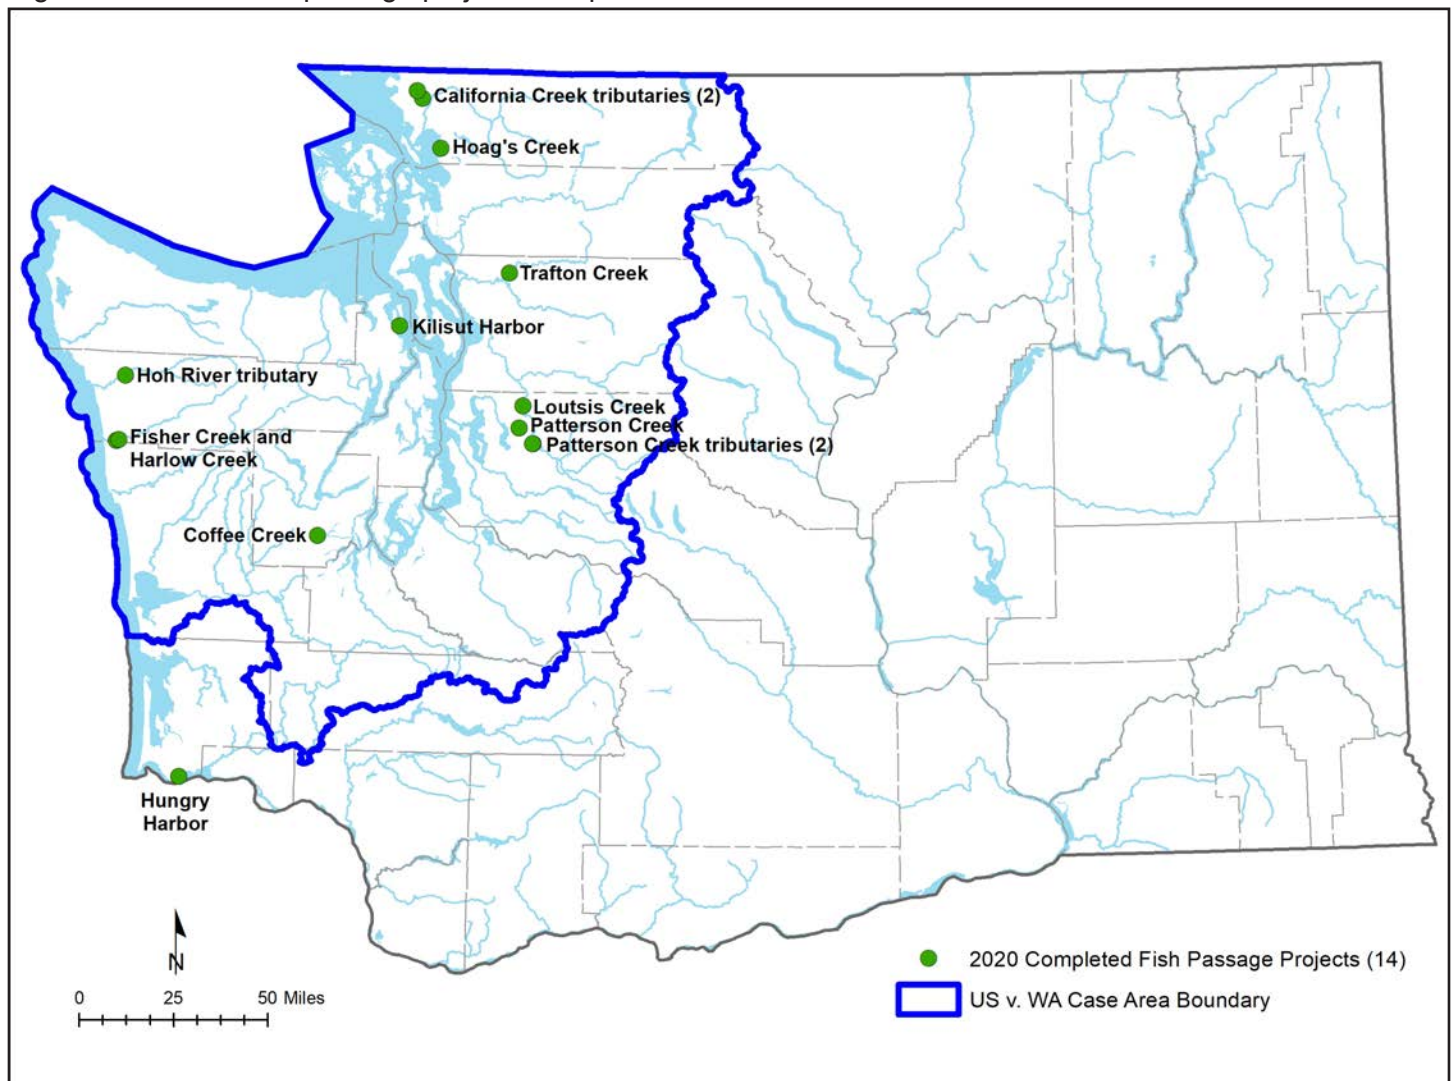 California Creek tributaries (2)
Hoag's Creek
Trafton Creek
Kilisut Harbor
Hoh River tributary
Loutsis Creek
Patterson Creek
Patterson Creek tributaries (2)
Fisher Creek and
Harlow Creek
Coffee Creek
Hungry
Harbor
N
0 25 50 Miles
2020 Completed Fish Passage Projects (14)
US v. WA Case Area Boundary